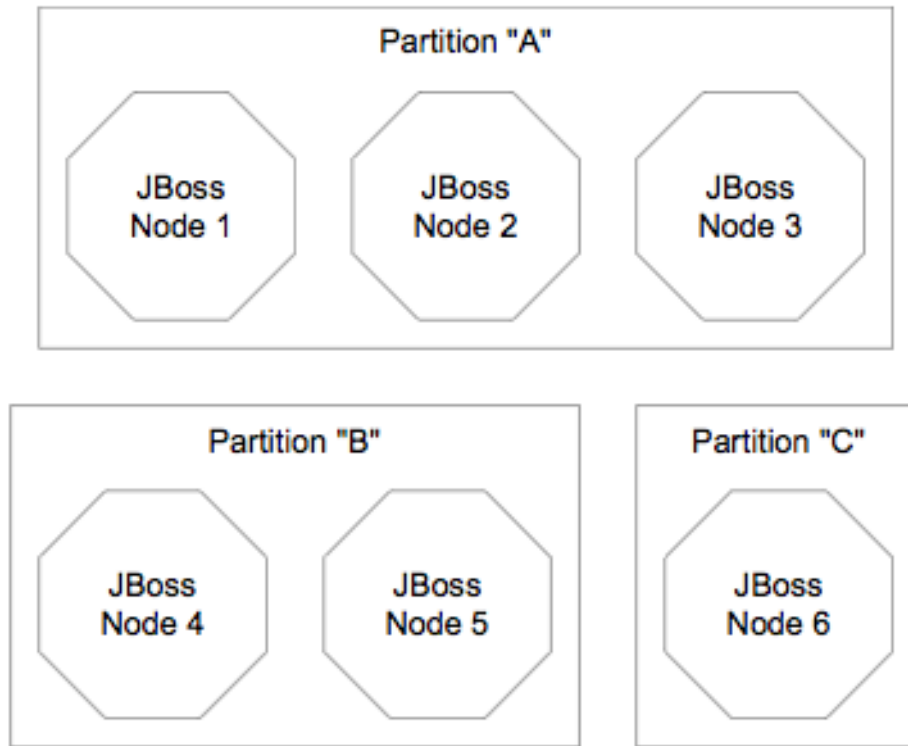 Partition "A"
JBoss
Node 1
JBoss
Node 2
JBoss
Node 3
Partition "B"
JBoss
Node 4
JBoss
Node 5
Partition "C"
JBoss
Node 6